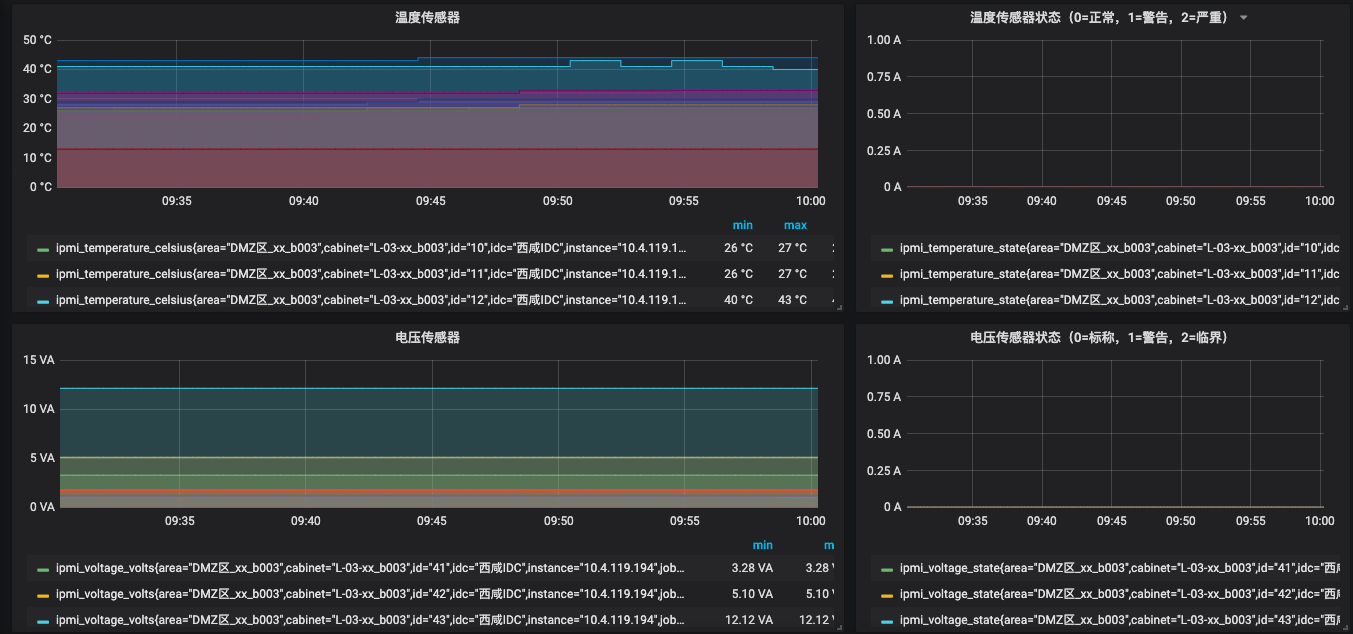 温度传感器
50 °C
40 °C
30 °C
20 °C
10 °C
0 °C
09:35 09:40 09:45 09:50 09:55 10:00
min max
ipmi_temperature_celsius{area="DMZ区_xx_b003",cabinet="L-03-xx_b003",id="10",idc="西咸IDC",instance="10.4.119.1... 26 °C 27 °C
ipmi_temperature_celsius{area="DMZ区_xx_b003",cabinet="L-03-xx_b003",id="11",idc="西咸IDC",instance="10.4.119.1... 26 °C 27 °C
ipmi_temperature_celsius{area="DMZ区_xx_b003",cabinet="L-03-xx_b003",id="12",idc="西咸IDC",instance="10.4.119.1... 40 °C 43 °C
温度传感器状态（0=正常，1=警告，2=严重）
1.00 A
0.75 A
0.50 A
0.25 A
0 A
09:35 09:40 09:45 09:50 09:55 10:00
ipmi_temperature_state{area="DMZ区_xx_b003",cabinet="L-03-xx_b003",id="10",idc
ipmi_temperature_state{area="DMZ区_xx_b003",cabinet="L-03-xx_b003",id="11",idc
ipmi_temperature_state{area="DMZ区_xx_b003",cabinet="L-03-xx_b003",id="12",idc
电压传感器
15 VA
10 VA
5 VA
0 VA
09:35 09:40 09:45 09:50 09:55 10:00
min m
ipmi_voltage_volts{area="DMZ区_xx_b003",cabinet="L-03-xx_b003",id="41",idc="西咸IDC",instance="10.4.119.194",job... 3.28 VA 3.28
ipmi_voltage_volts{area="DMZ区_xx_b003",cabinet="L-03-xx_b003",id="42",idc="西咸IDC",instance="10.4.119.194",job... 5.10 VA 5.10
ipmi_voltage_volts{area="DMZ区_xx_b003",cabinet="L-03-xx_b003",id="43",idc="西咸IDC",instance="10.4.119.194",job... 12.12 VA 12.12
电压传感器状态（0=标称，1=警告，2=临界）
1.00 A
0.75 A
0.50 A
0.25 A
0 A
09:35 09:40 09:45 09:50 09:55 10:00
ipmi_voltage_state{area="DMZ区_xx_b003",cabinet="L-03-xx_b003",id="41",idc="西
ipmi_voltage_state{area="DMZ区_xx_b003",cabinet="L-03-xx_b003",id="42",idc="西
ipmi_voltage_state{area="DMZ区_xx_b003",cabinet="L-03-xx_b003",id="43",idc="西